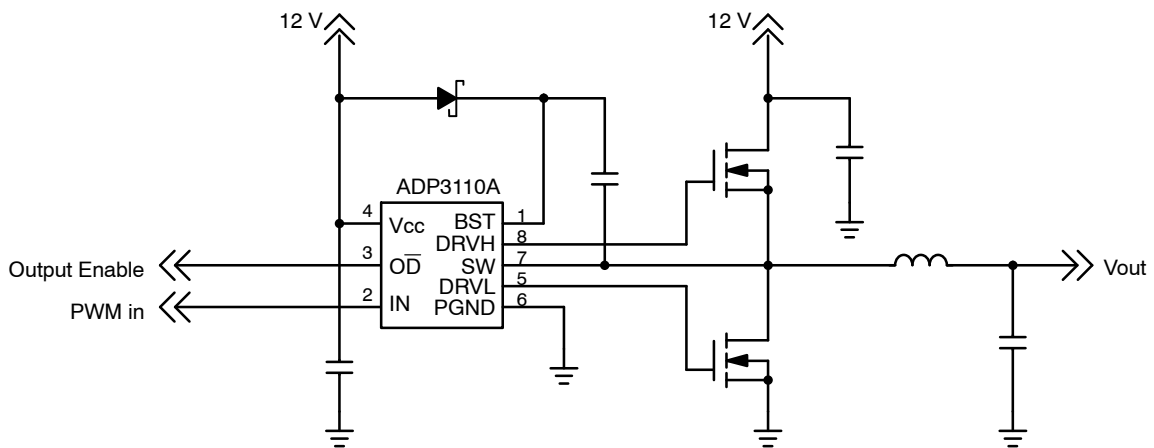 12 V
12 V
ADP3110A
4 Vcc BST 1
DRVH 8
3 OD̅ SW 7
DRVL 5
2 IN PGND 6
Output Enable
PWM in
Vout